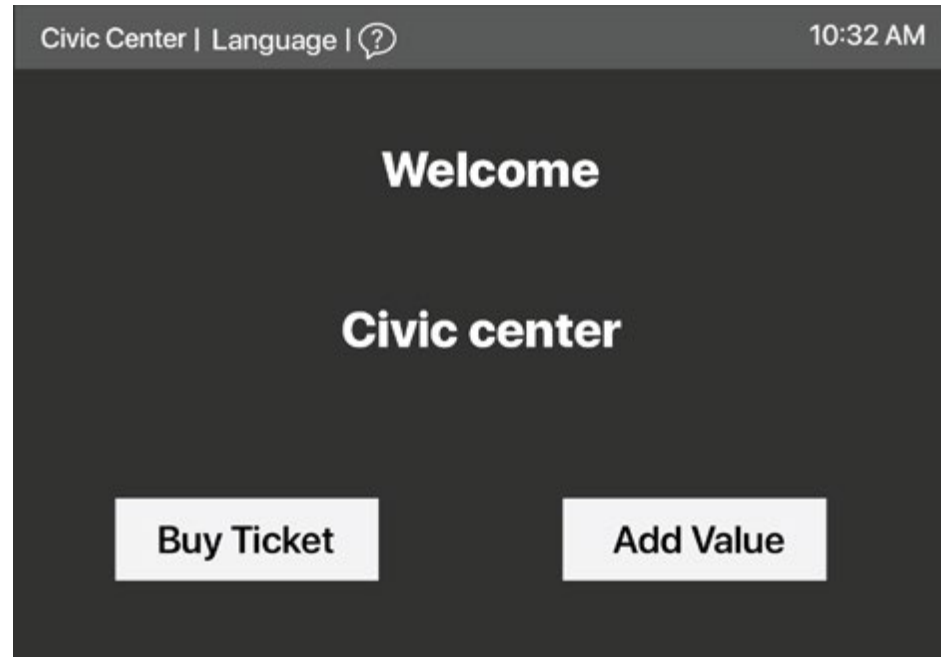 Civic Center | Language | ? 10:32 AM
Welcome
Civic center
Buy Ticket Add Value